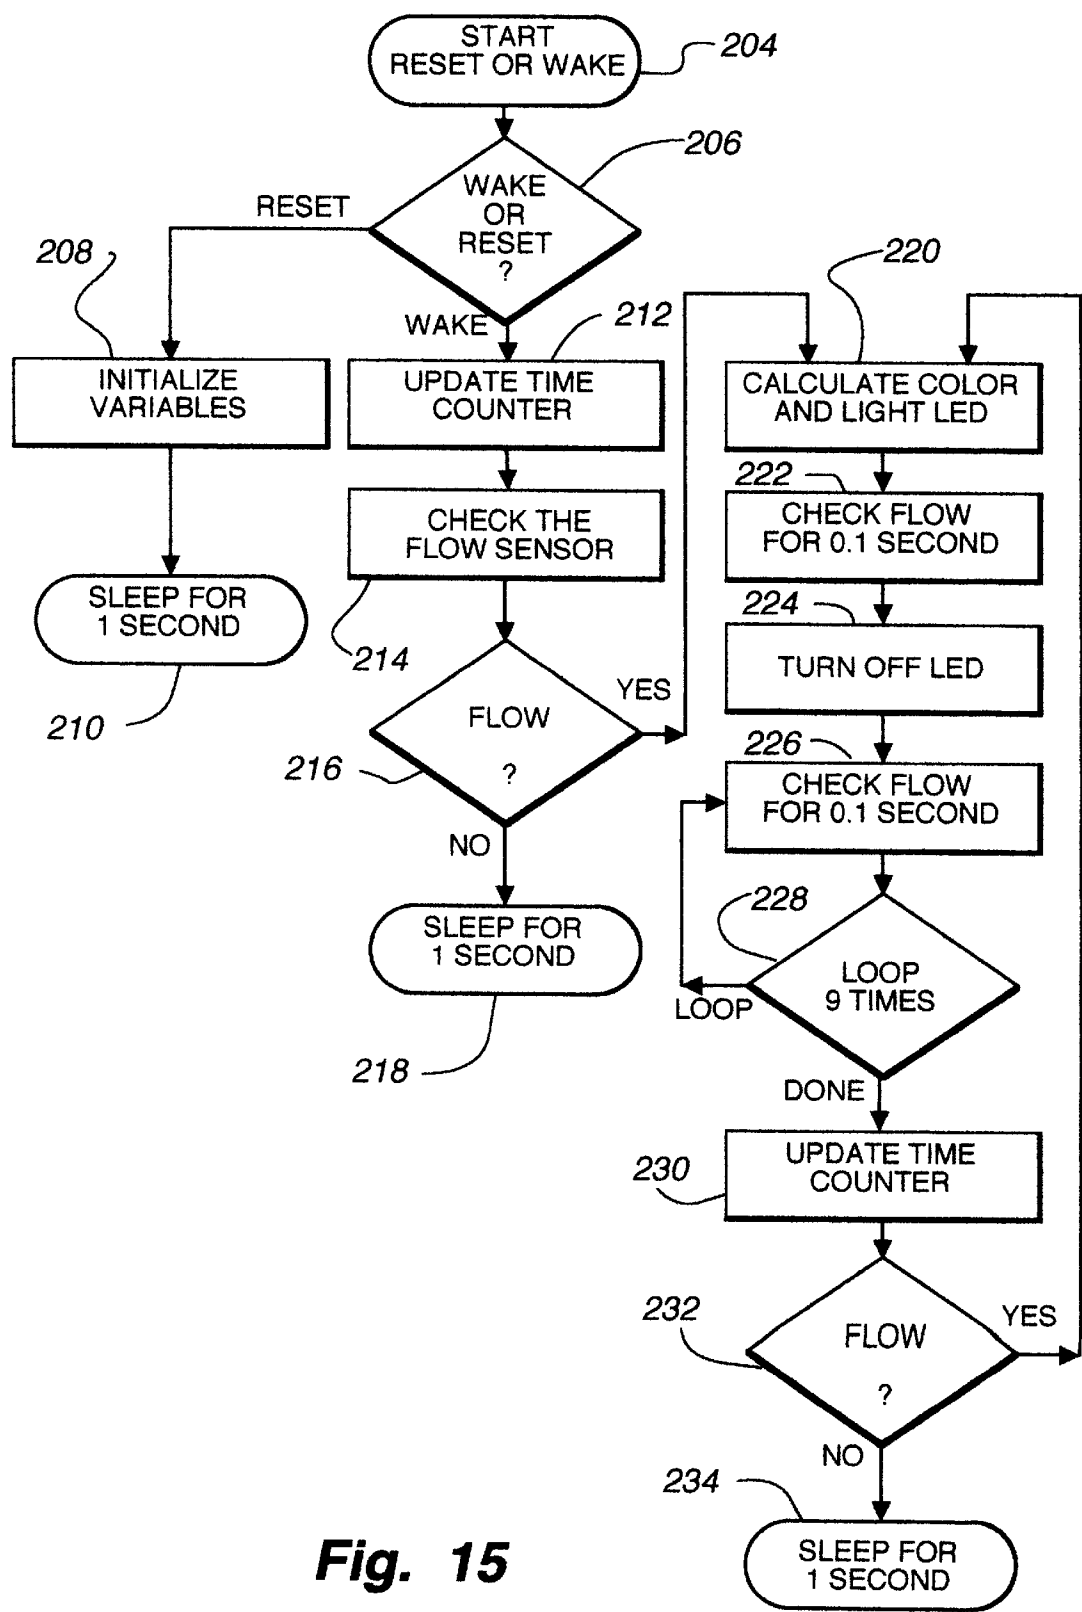 START
RESET OR WAKE
204
206
WAKE
OR
RESET
?
RESET
208
WAKE
212
220
INITIALIZE
VARIABLES
UPDATE TIME
COUNTER
CALCULATE COLOR
AND LIGHT LED
222
CHECK THE
FLOW SENSOR
CHECK FLOW
FOR 0.1 SECOND
SLEEP FOR
1 SECOND
210
214
224
TURN OFF LED
FLOW
?
YES
216
226
CHECK FLOW
FOR 0.1 SECOND
NO
228
SLEEP FOR
1 SECOND
218
LOOP
9 TIMES
LOOP
DONE
230
UPDATE TIME
COUNTER
232
FLOW
?
YES
NO
234
SLEEP FOR
1 SECOND
Fig. 15